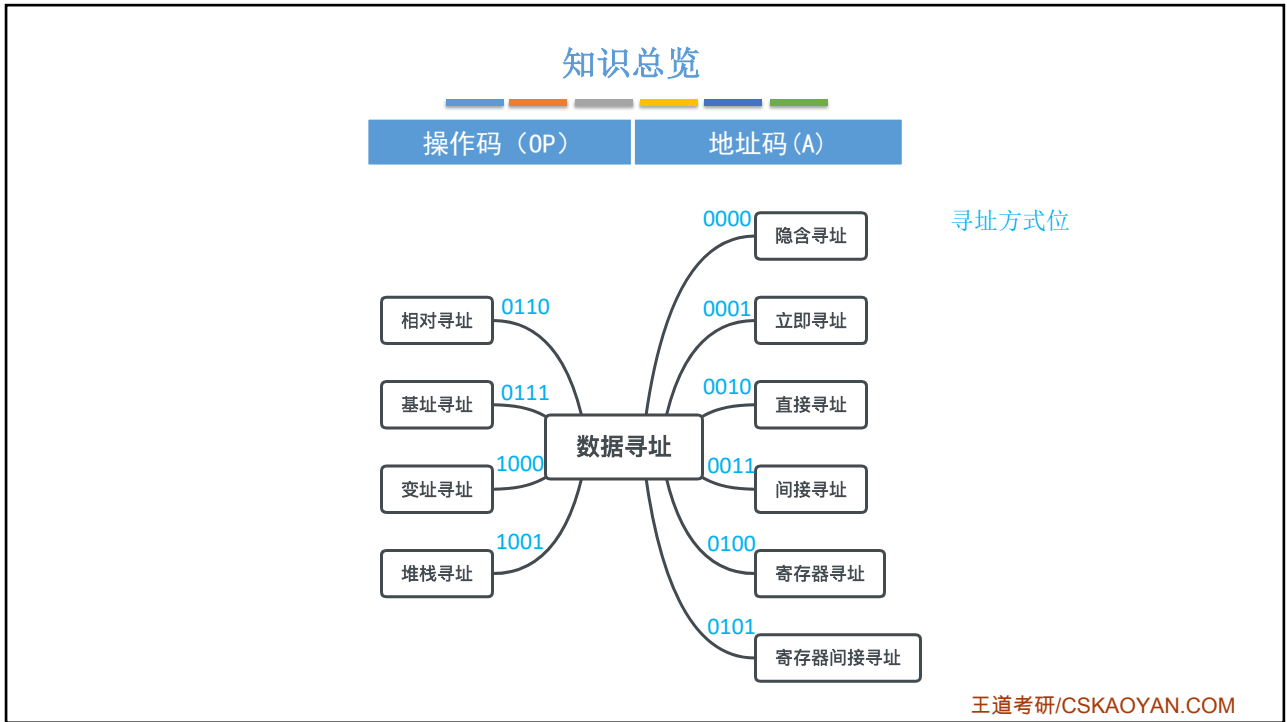 知识总览
操作码（OP）
地址码(A)
寻址方式位
0000
隐含寻址
0001
立即寻址
0010
直接寻址
0011
间接寻址
0100
寄存器寻址
0101
寄存器间接寻址
0110
相对寻址
0111
基址寻址
1000
变址寻址
1001
堆栈寻址
数据寻址
王道考研/CSKAOYAN.COM